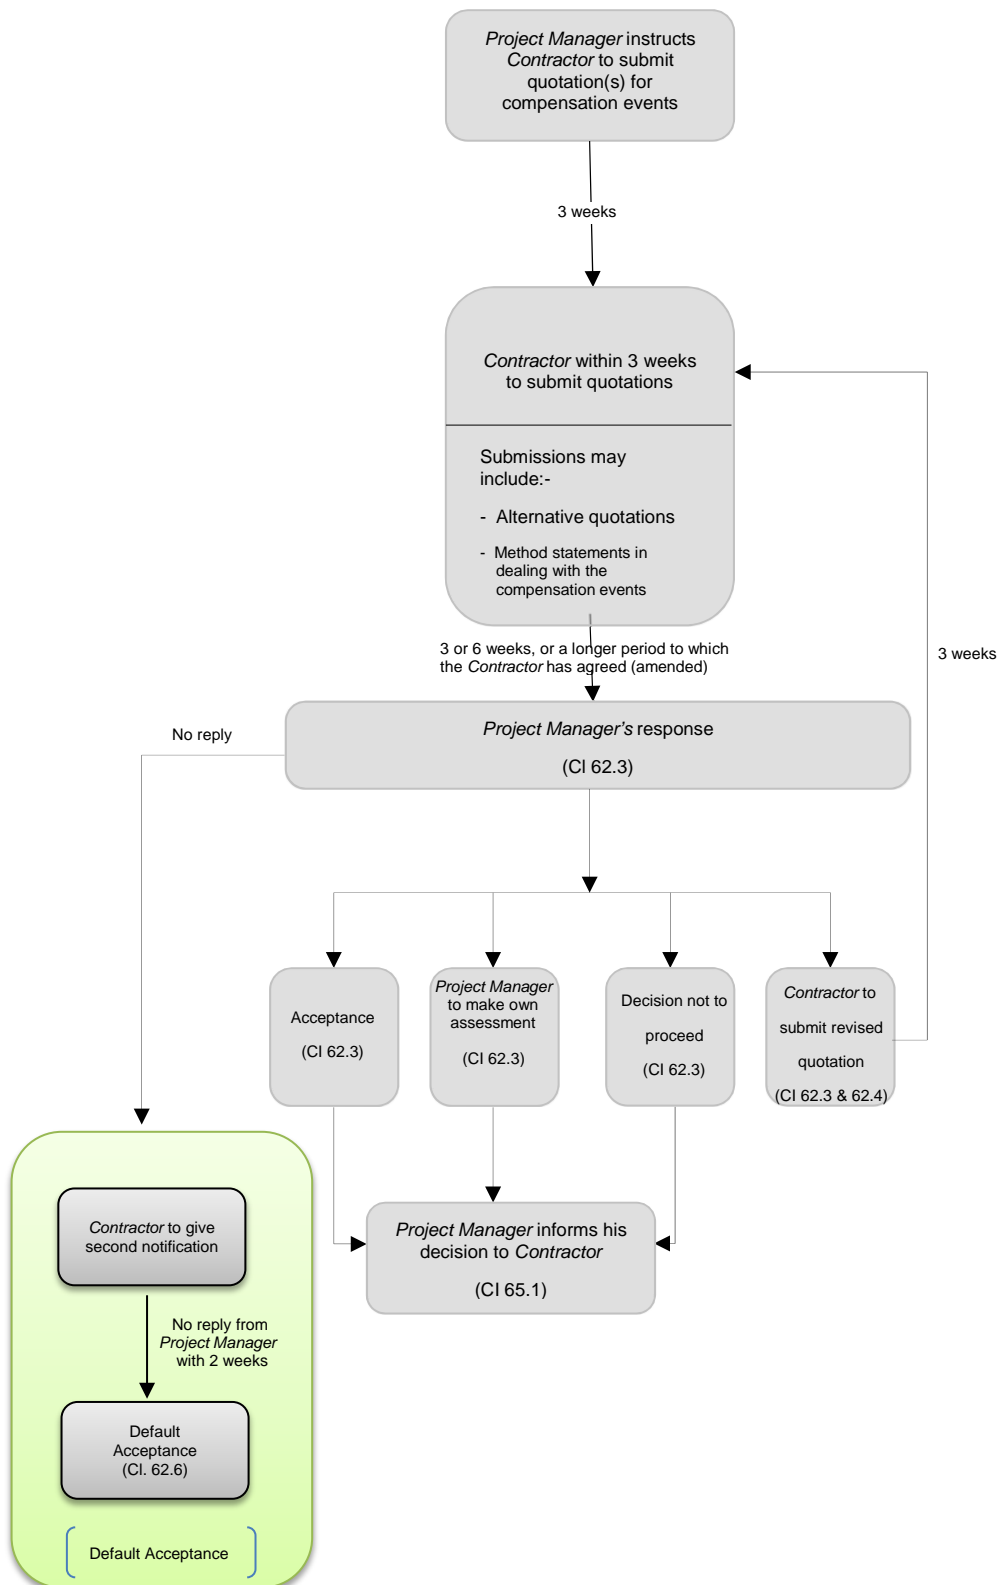 Project Manager instructs
Contractor to submit
quotation(s) for
compensation events
3 weeks
Contractor within 3 weeks
to submit quotations
Submissions may
include:-
- Alternative quotations
- Method statements in
dealing with the
compensation events
3 or 6 weeks, or a longer period to which
the Contractor has agreed (amended)
3 weeks
No reply
Project Manager's response
(Cl 62.3)
Acceptance
(Cl 62.3)
Project Manager
to make own
assessment
(Cl 62.3)
Decision not to
proceed
(Cl 62.3)
Contractor to
submit revised
quotation
(Cl 62.3 & 62.4)
Project Manager informs his
decision to Contractor
(Cl 65.1)
Contractor to give
second notification
No reply from
Project Manager
with 2 weeks
Default
Acceptance
(Cl. 62.6)
Default Acceptance